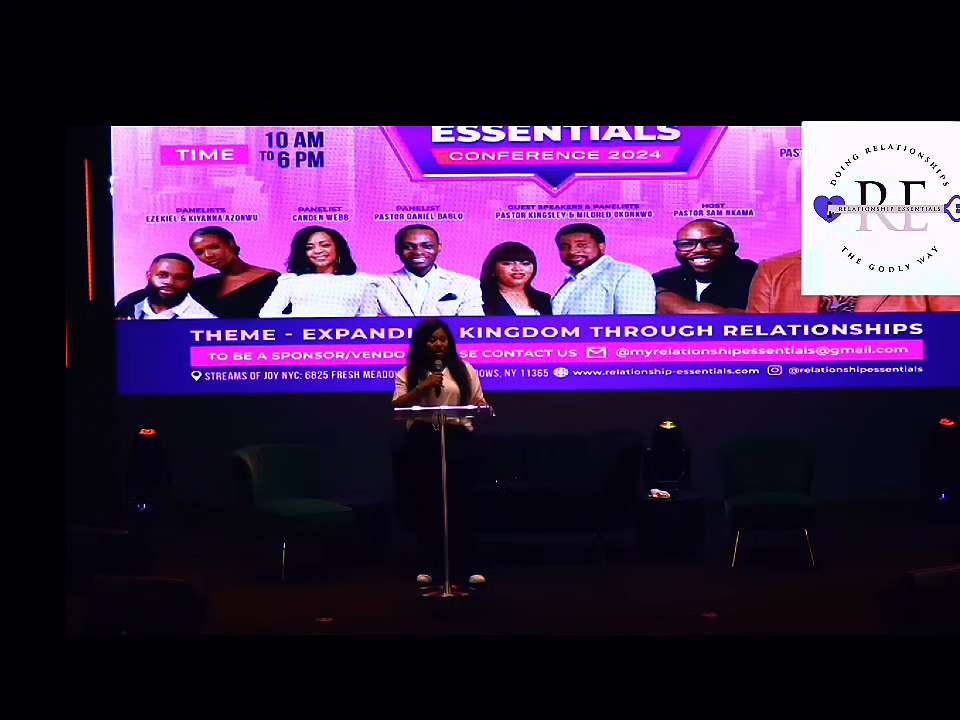 ESSENTIALS
CONFERENCE 2024
TIME
10 AM
TO 6 PM
PAST
PANELISTS
EZEKIEL & KIYANNA AZONWU
PANELIST
CANDEN WEBB
PANELIST
PASTOR DANIEL BABLO
GUEST SPEAKERS & PANELISTS
PASTOR KINGSLEY & MILDRED OKONKWO
HOST
PASTOR SAM NKAMA
DOING RELATIONSHIPS
RE
RELATIONSHIP ESSENTIALS
THE GODLY WAY
THEME - EXPANDI KINGDOM THROUGH RELATIONSHIPS
TO BE A SPONSOR/VENDO SE CONTACT US @myrelationshipessentials@gmail.com
STREAMS OF JOY NYC: 6825 FRESH MEADOW DOWS, NY 11365 www.relationship-essentials.com @relationshipessentials